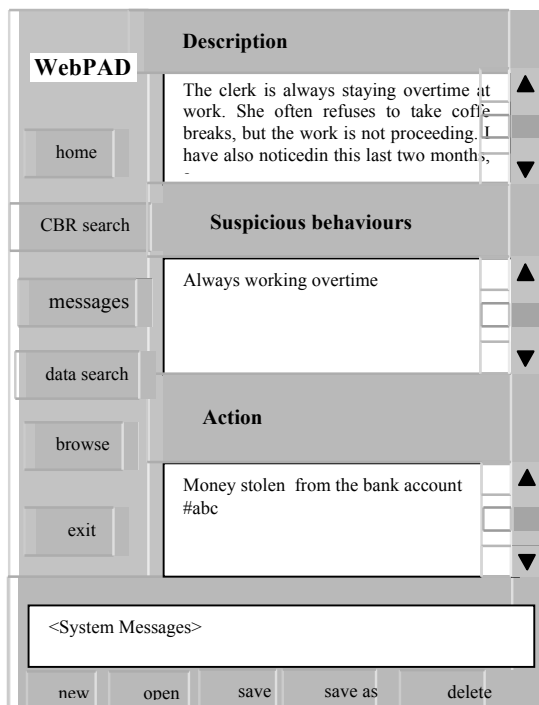 WebPAD
home
CBR search
messages
data search
browse
exit
Description
The clerk is always staying overtime at
work. She often refuses to take coffe
breaks, but the work is not proceeding. I
have also noticedin this last two months,
Suspicious behaviours
Always working overtime
Action
Money stolen from the bank account
#abc
<System Messages>
new open save save as delete